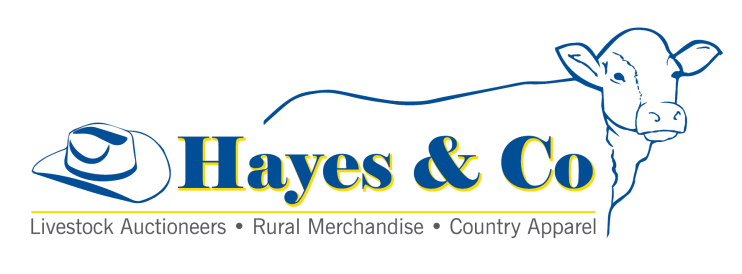 Hayes & Co
Livestock Auctioneers • Rural Merchandise • Country Apparel